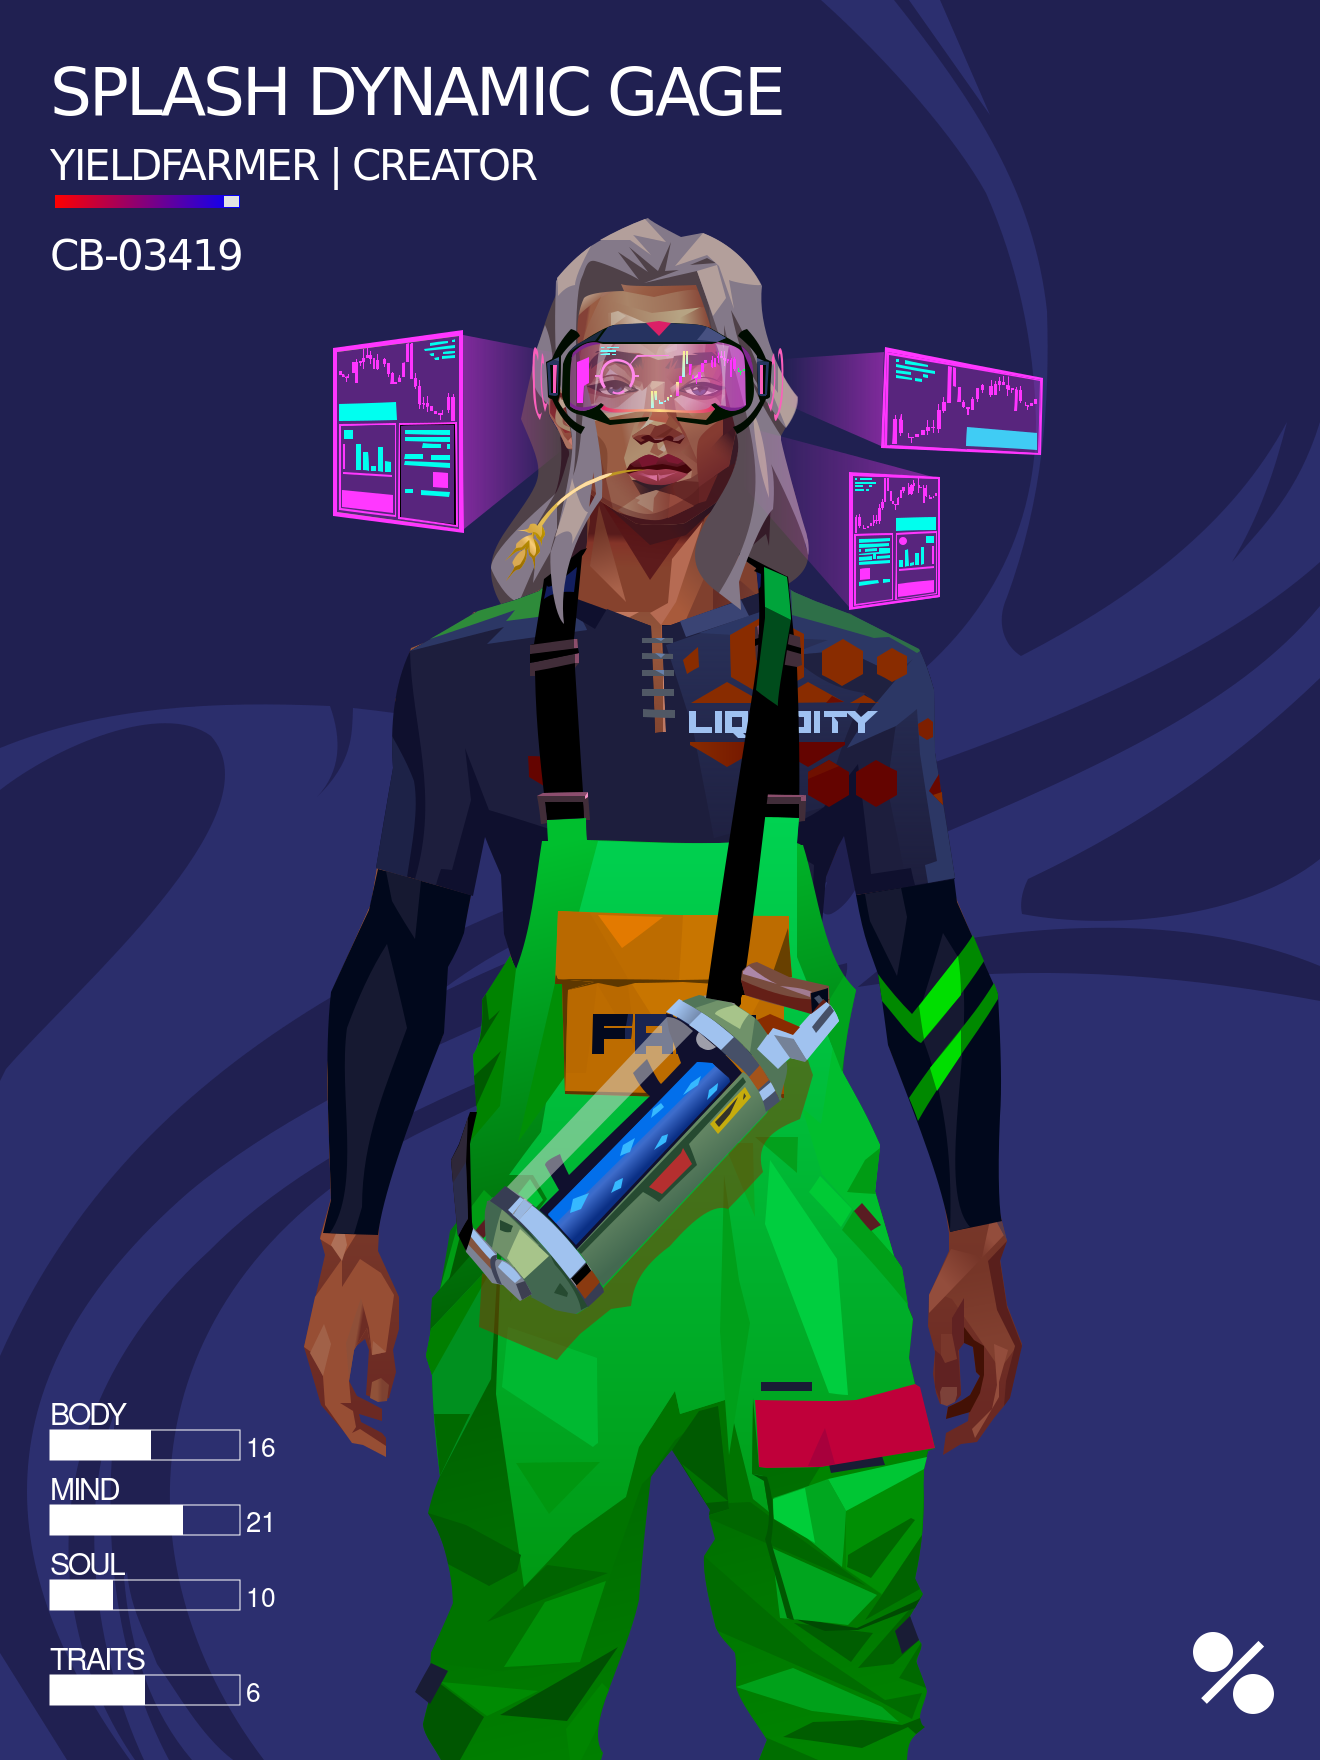 SPLASH DYNAMIC GAGE
YIELDFARMER | CREATOR
CB-03419
BODY
16
MIND
21
SOUL
10
TRAITS
6